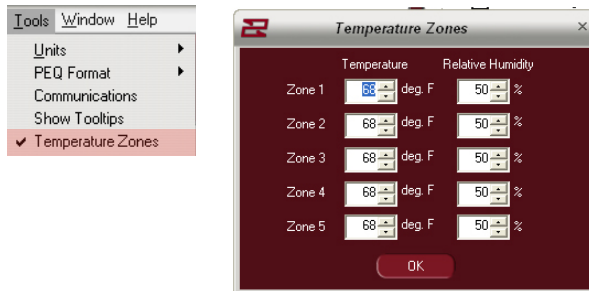 Tools Window Help
Units
PEQ Format
Communications
Show Tooltips
✔ Temperature Zones
Temperature Zones ×
Temperature Relative Humidity
Zone 1 68 deg. F 50 %
Zone 2 68 deg. F 50 %
Zone 3 68 deg. F 50 %
Zone 4 68 deg. F 50 %
Zone 5 68 deg. F 50 %
OK